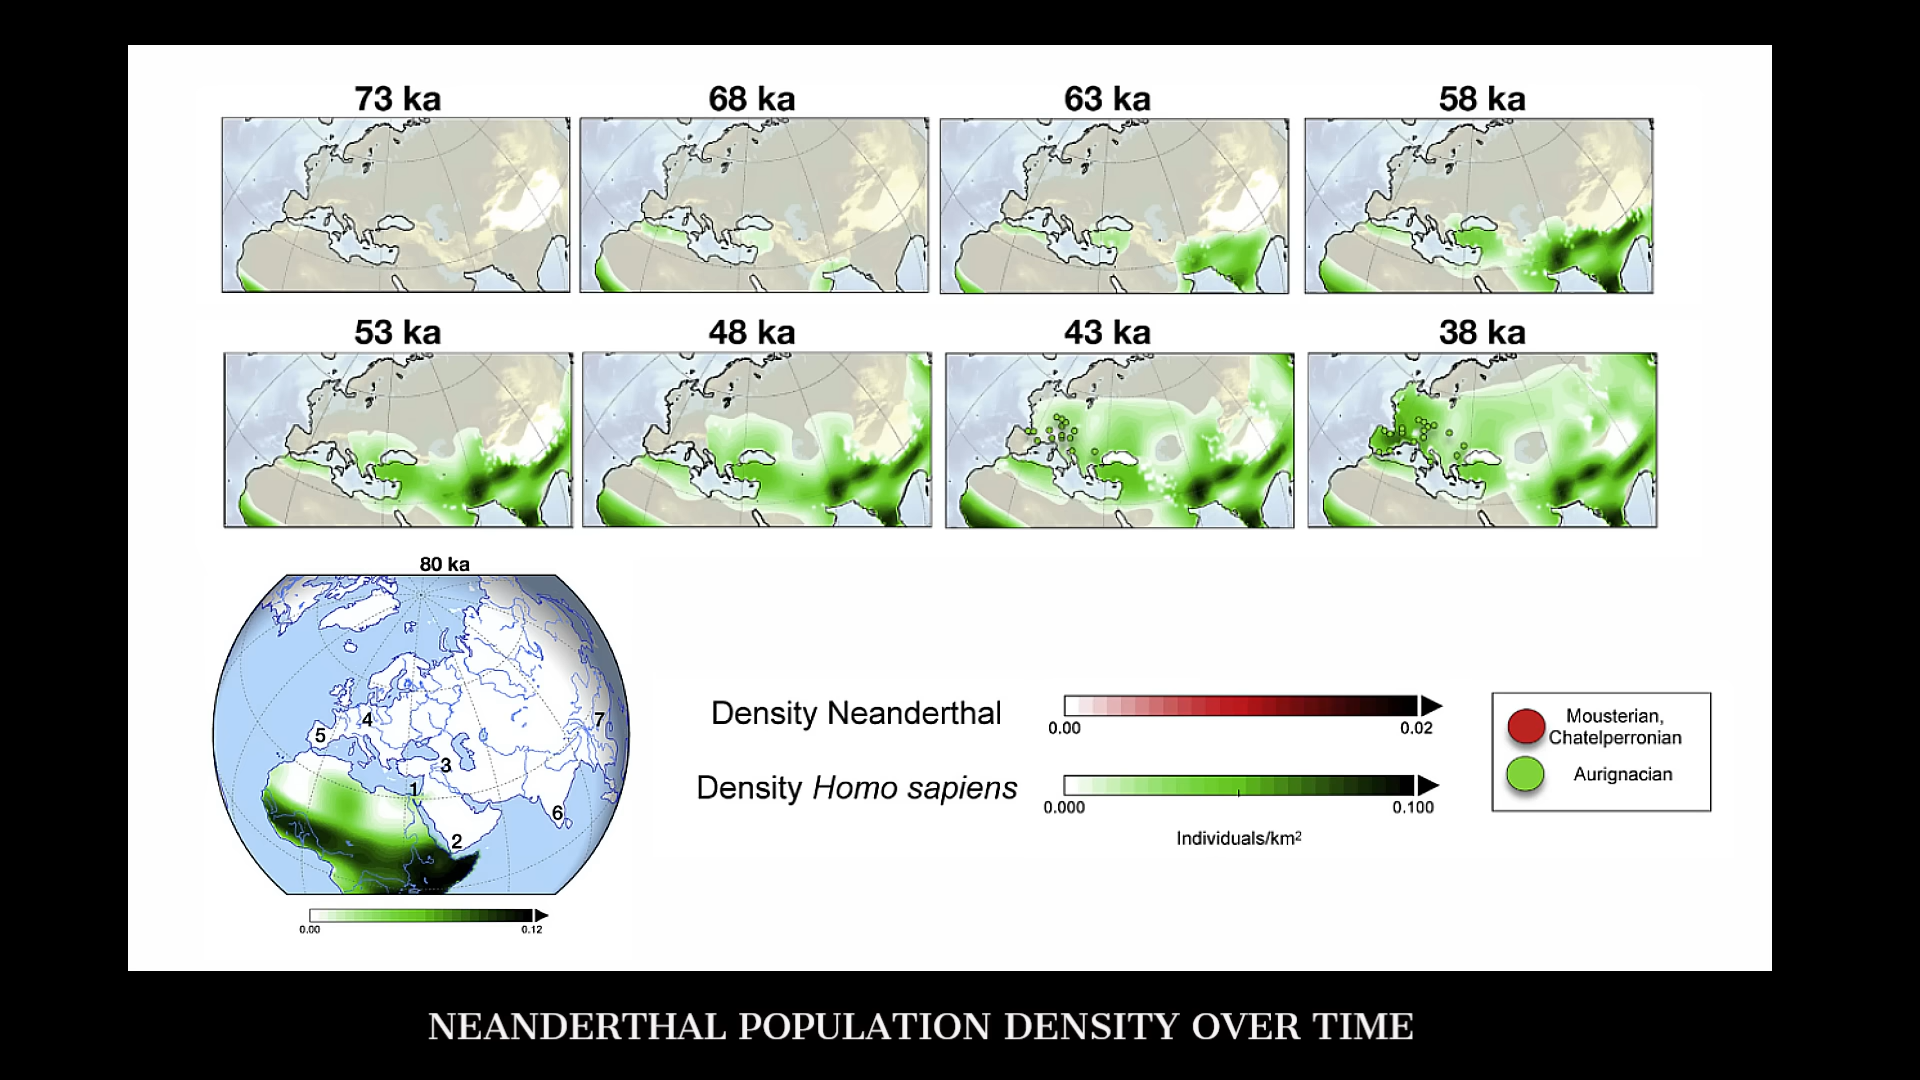 73 ka
68 ka
63 ka
58 ka
53 ka
48 ka
43 ka
38 ka
80 ka
1
2
3
4
5
6
7
0.00
0.12
Density Neanderthal
0.00
0.02
Density Homo sapiens
0.000
0.100
Individuals/km²
Mousterian,
Chatelperronian
Aurignacian
NEANDERTHAL POPULATION DENSITY OVER TIME